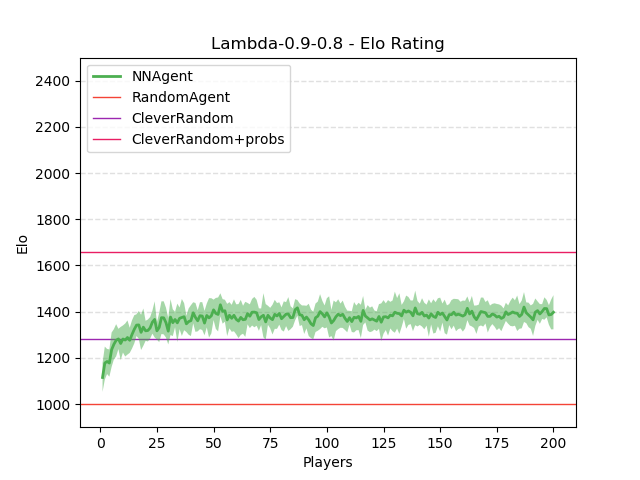 Lambda-0.9-0.8 - Elo Rating
NNAgent
RandomAgent
CleverRandom
CleverRandom+probs
2400
2200
2000
1800
1600
1400
1200
1000
Elo
0 25 50 75 100 125 150 175 200
Players